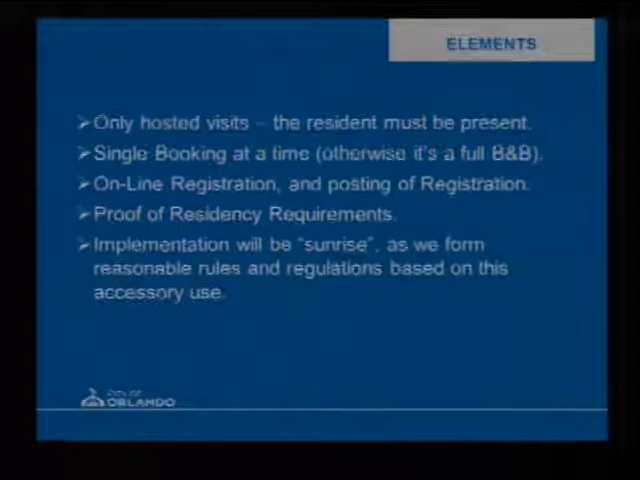 ELEMENTS
➢Only hosted visits – the resident must be present.
➢Single Booking at a time (otherwise it's a full B&B).
➢On-Line Registration, and posting of Registration.
➢Proof of Residency Requirements.
➢Implementation will be "sunrise", as we form
reasonable rules and regulations based on this
accessory use.
CITY OF
ORLANDO